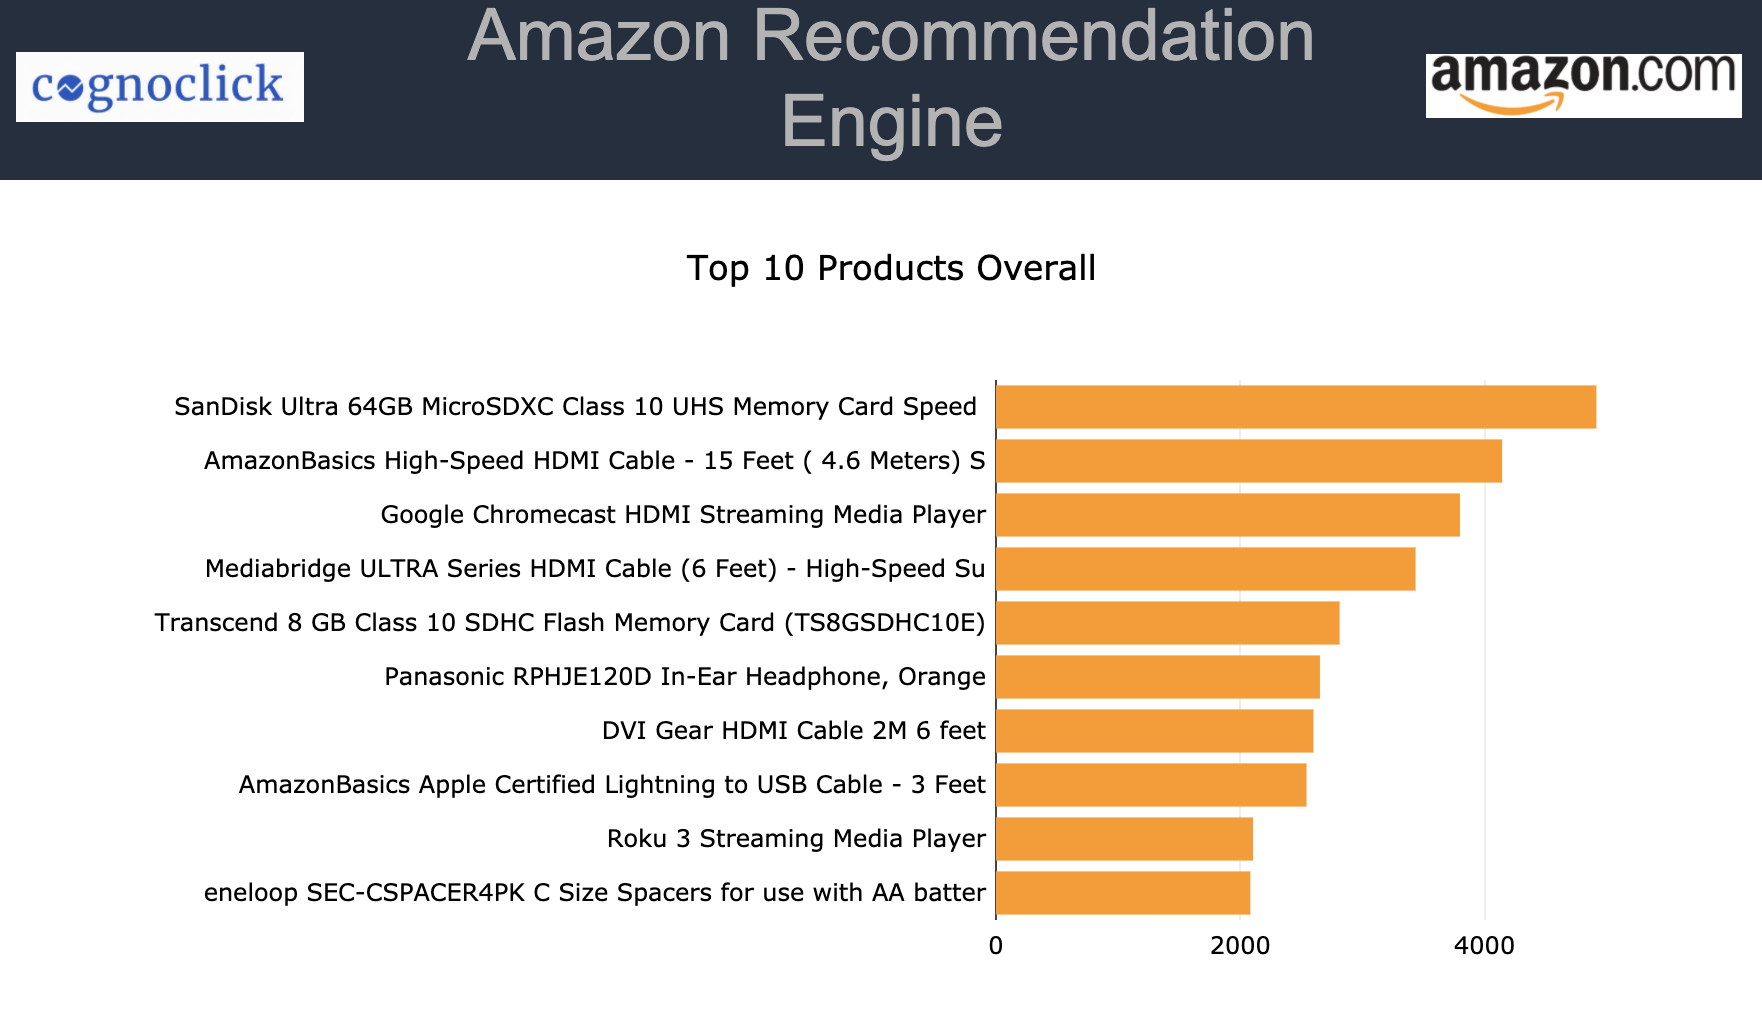 Amazon Recommendation
Engine
cognoclick
amazon.com
Top 10 Products Overall
SanDisk Ultra 64GB MicroSDXC Class 10 UHS Memory Card Speed
AmazonBasics High-Speed HDMI Cable - 15 Feet ( 4.6 Meters) S
Google Chromecast HDMI Streaming Media Player
Mediabridge ULTRA Series HDMI Cable (6 Feet) - High-Speed Su
Transcend 8 GB Class 10 SDHC Flash Memory Card (TS8GSDHC10E)
Panasonic RPHJE120D In-Ear Headphone, Orange
DVI Gear HDMI Cable 2M 6 feet
AmazonBasics Apple Certified Lightning to USB Cable - 3 Feet
Roku 3 Streaming Media Player
eneloop SEC-CSPACER4PK C Size Spacers for use with AA batter
0 2000 4000